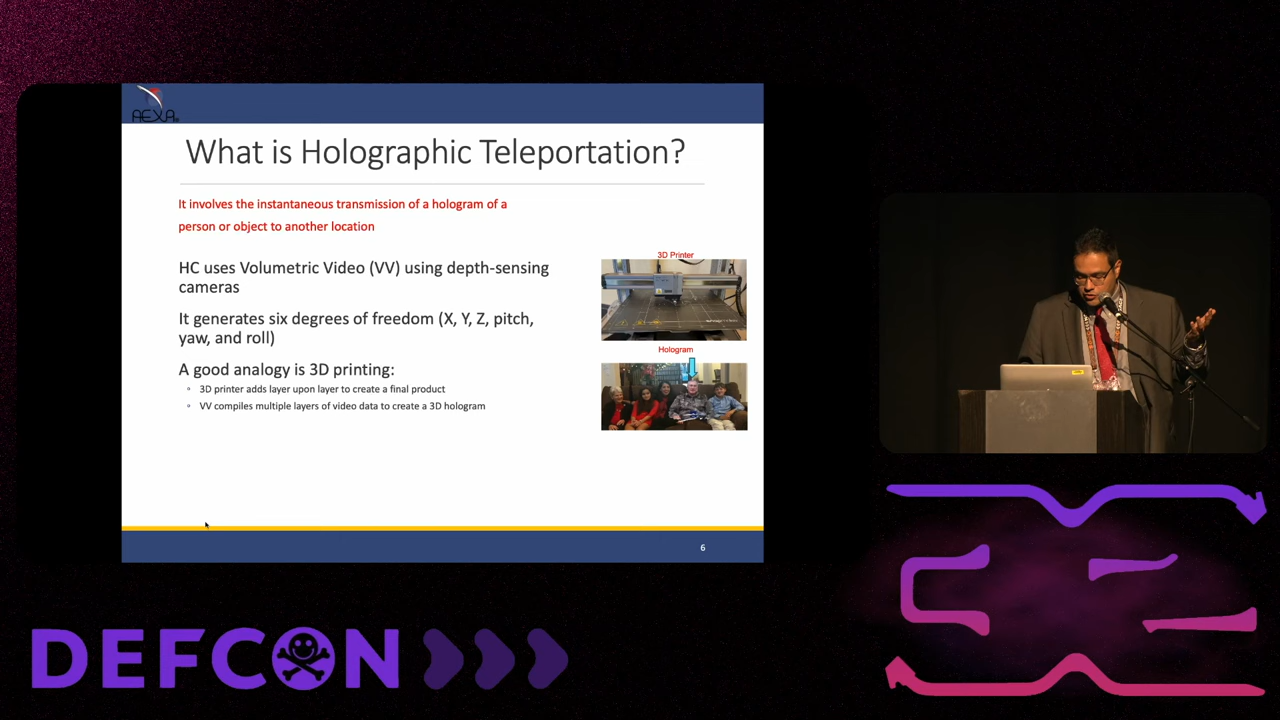 AEXA
What is Holographic Teleportation?
It involves the instantaneous transmission of a hologram of a
person or object to another location
HC uses Volumetric Video (VV) using depth-sensing
cameras
It generates six degrees of freedom (X, Y, Z, pitch,
yaw, and roll)
A good analogy is 3D printing:
◦ 3D printer adds layer upon layer to create a final product
◦ VV compiles multiple layers of video data to create a 3D hologram
3D Printer
Hologram
6
DEFCON